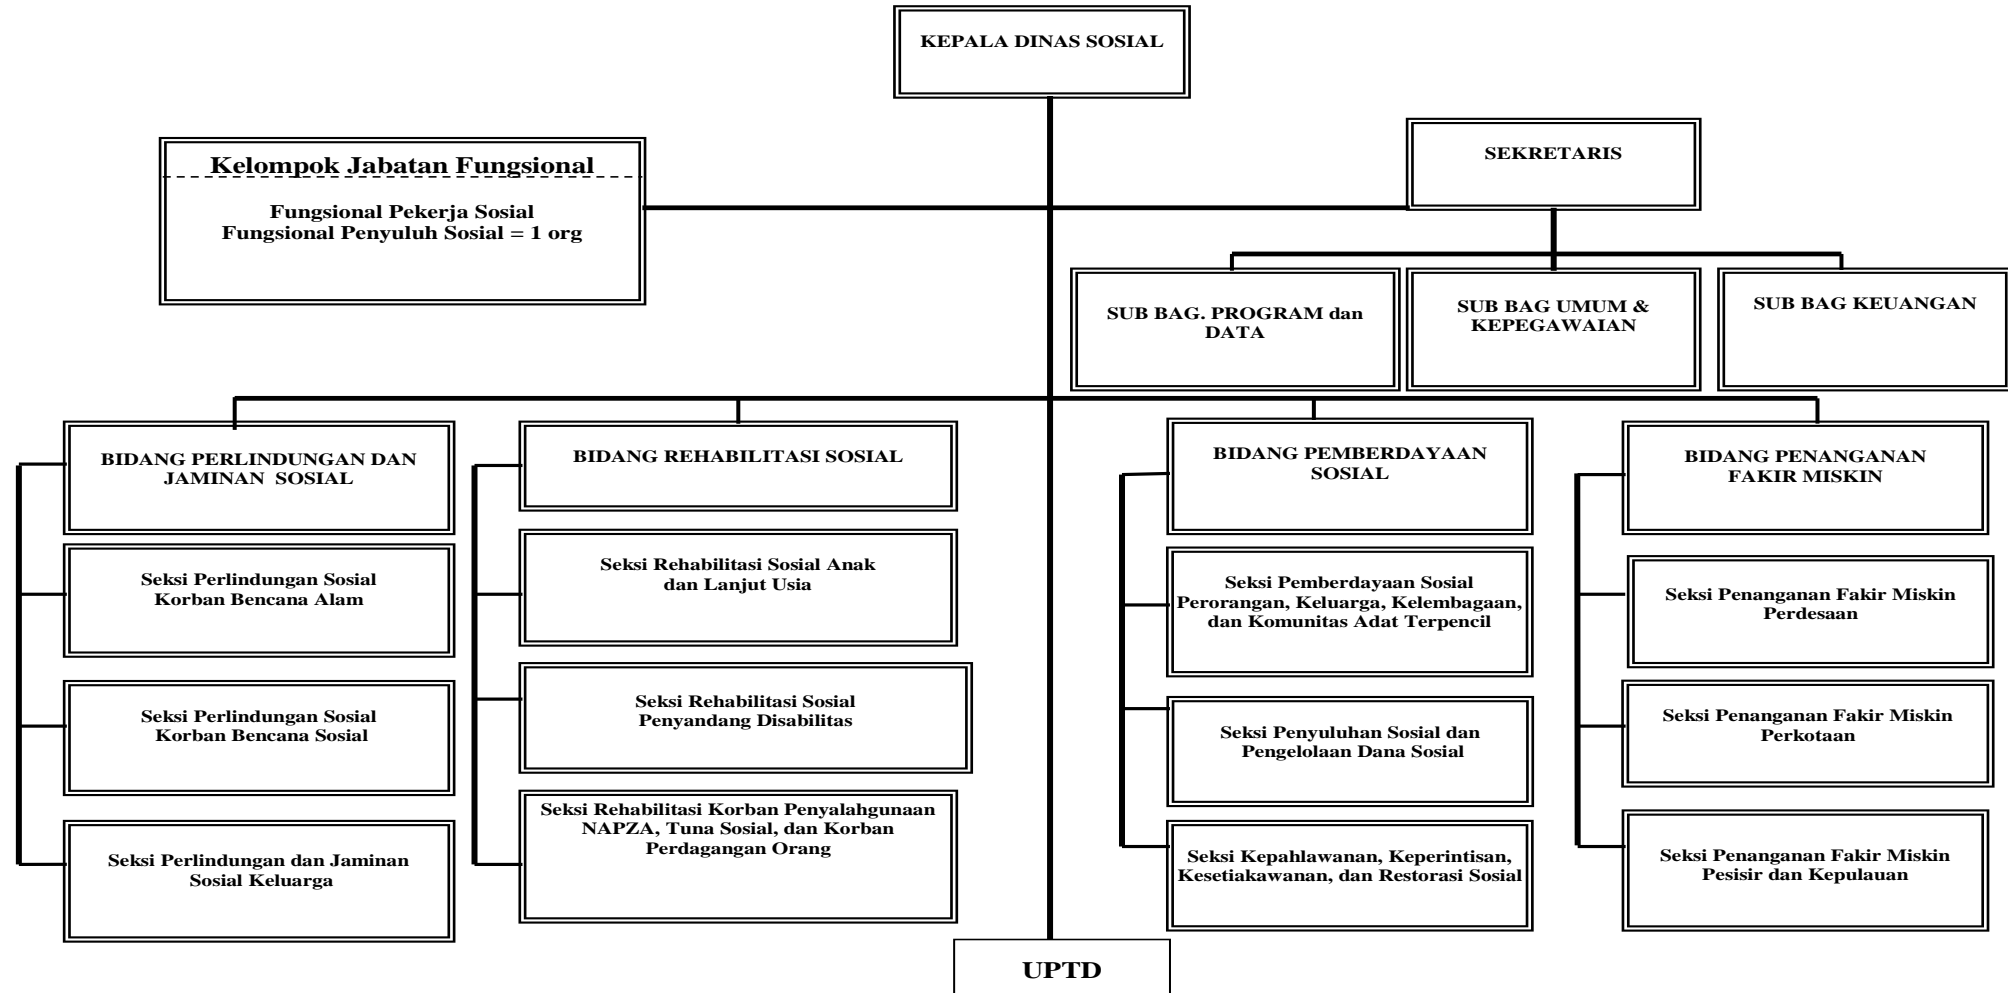 KEPALA DINAS SOSIAL
Kelompok Jabatan Fungsional
Fungsional Pekerja Sosial
Fungsional Penyuluh Sosial = 1 org
SEKRETARIS
SUB BAG. PROGRAM dan
DATA
SUB BAG UMUM &
KEPEGAWAIAN
SUB BAG KEUANGAN
BIDANG PERLINDUNGAN DAN
JAMINAN SOSIAL
Seksi Perlindungan Sosial
Korban Bencana Alam
Seksi Perlindungan Sosial
Korban Bencana Sosial
Seksi Perlindungan dan Jaminan
Sosial Keluarga
BIDANG REHABILITASI SOSIAL
Seksi Rehabilitasi Sosial Anak
dan Lanjut Usia
Seksi Rehabilitasi Sosial
Penyandang Disabilitas
Seksi Rehabilitasi Korban Penyalahgunaan
NAPZA, Tuna Sosial, dan Korban
Perdagangan Orang
BIDANG PEMBERDAYAAN
SOSIAL
Seksi Pemberdayaan Sosial
Perorangan, Keluarga, Kelembagaan,
dan Komunitas Adat Terpencil
Seksi Penyuluhan Sosial dan
Pengelolaan Dana Sosial
Seksi Kepahlawanan, Keperintisan,
Kesetiakawanan, dan Restorasi Sosial
BIDANG PENANGANAN
FAKIR MISKIN
Seksi Penanganan Fakir Miskin
Perdesaan
Seksi Penanganan Fakir Miskin
Perkotaan
Seksi Penanganan Fakir Miskin
Pesisir dan Kepulauan
UPTD